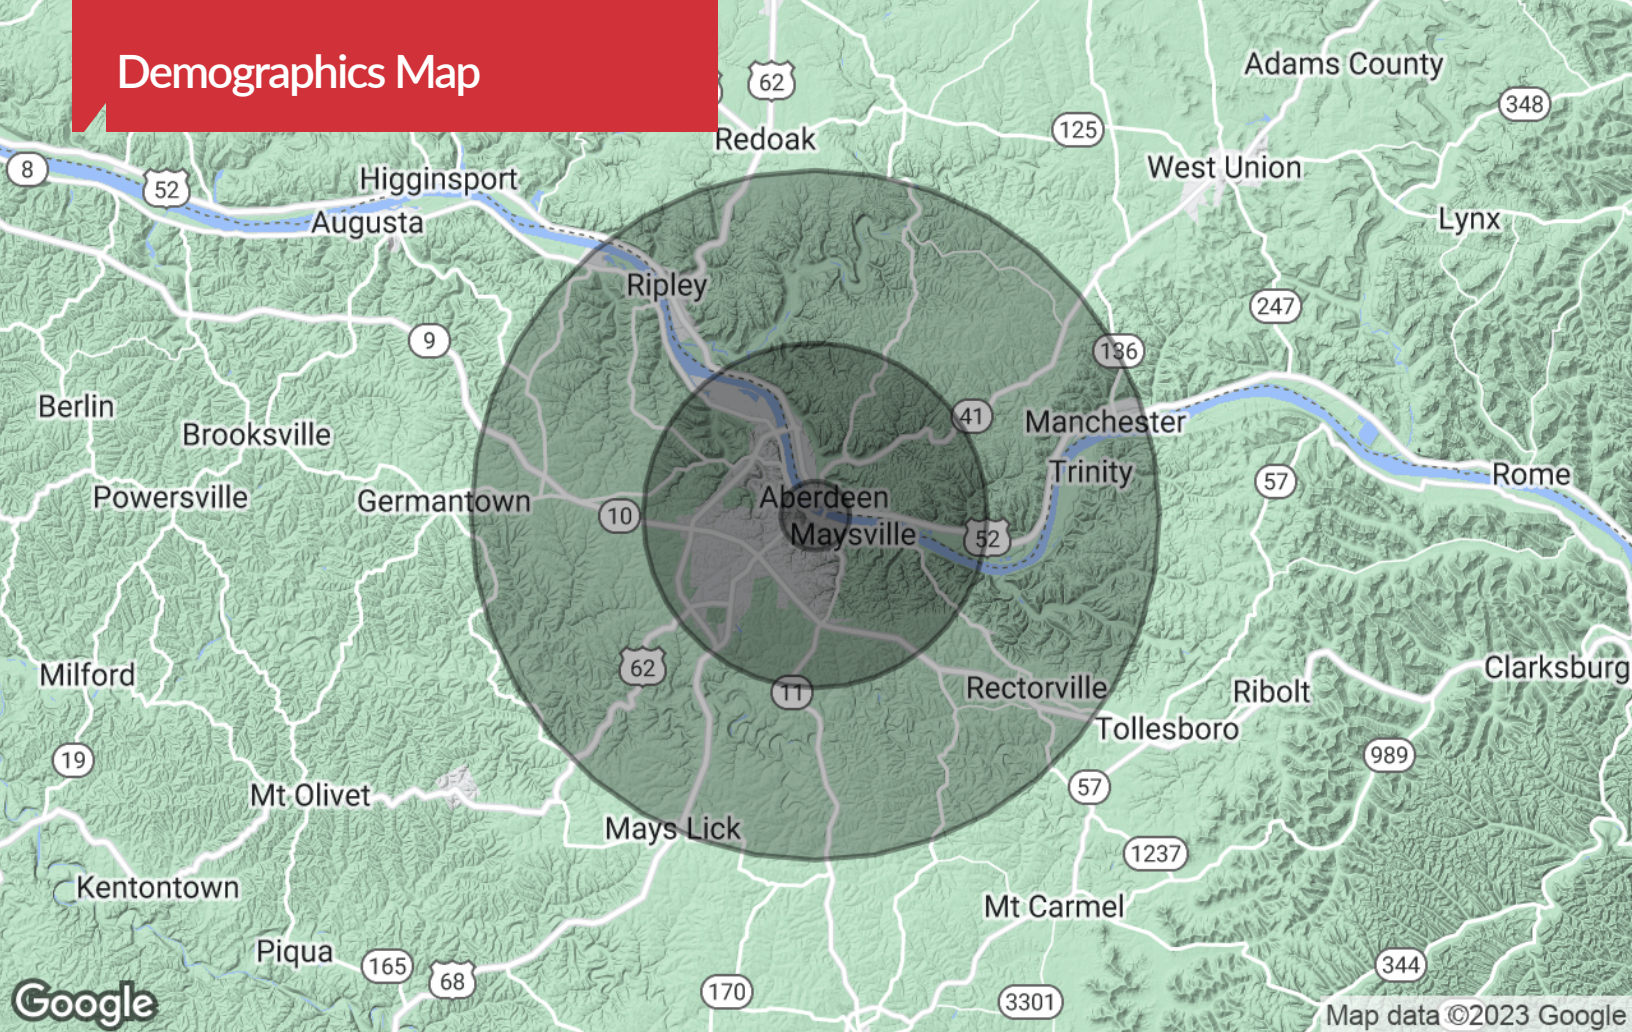 Demographics Map
Adams County
62
348
125
Redoak
West Union
8
52
Higginsport
Augusta
Lynx
Ripley
247
9
136
Berlin
41
Manchester
Brooksville
Trinity
Rome
57
Powersville
Germantown
Aberdeen
10
Maysville
52
62
Milford
Clarksburg
11
Rectorville
Ribolt
Tollesboro
19
989
57
Mt Olivet
Mays Lick
1237
Kentontown
Mt Carmel
Piqua
165
344
68
170
3301
Google
Map data ©2023 Google